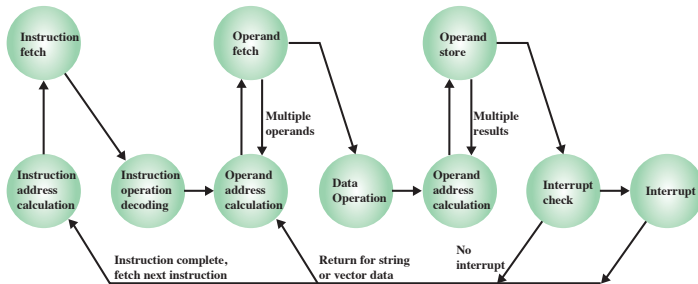 Instruction
fetch
Operand
fetch
Operand
store
Multiple
operands
Multiple
results
Instruction
address
calculation
Instruction
operation
decoding
Operand
address
calculation
Data
Operation
Operand
address
calculation
Interrupt
check
Interrupt
Instruction complete,
fetch next instruction
Return for string
or vector data
No
interrupt